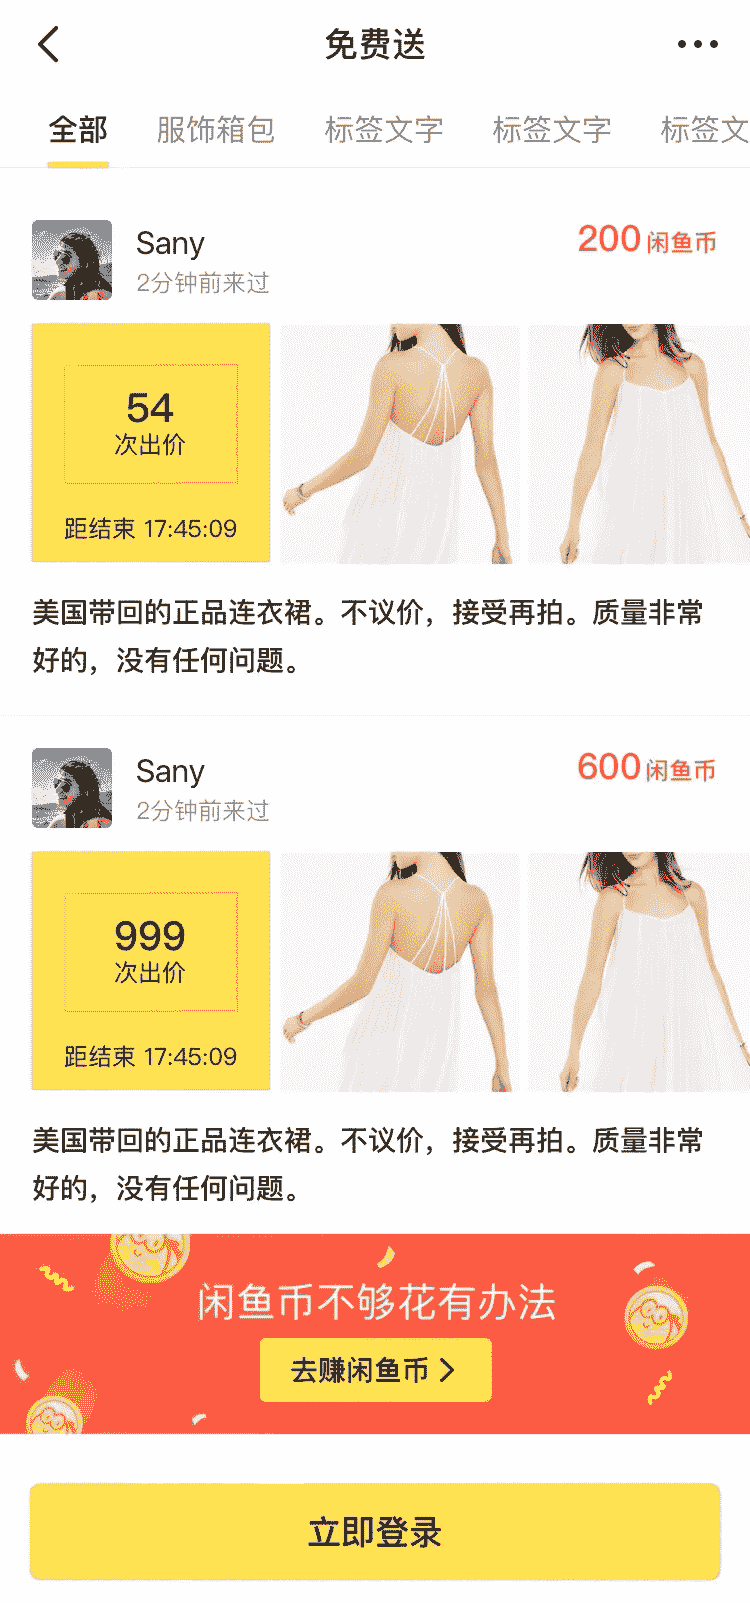 免费送
全部 服饰箱包 标签文字 标签文字 标签文
Sany 200闲鱼币
2分钟前来过
54
次出价
距结束 17:45:09
美国带回的正品连衣裙。不议价，接受再拍。质量非常
好的，没有任何问题。
Sany 600闲鱼币
2分钟前来过
999
次出价
距结束 17:45:09
美国带回的正品连衣裙。不议价，接受再拍。质量非常
好的，没有任何问题。
闲鱼币不够花有办法
去赚闲鱼币
立即登录